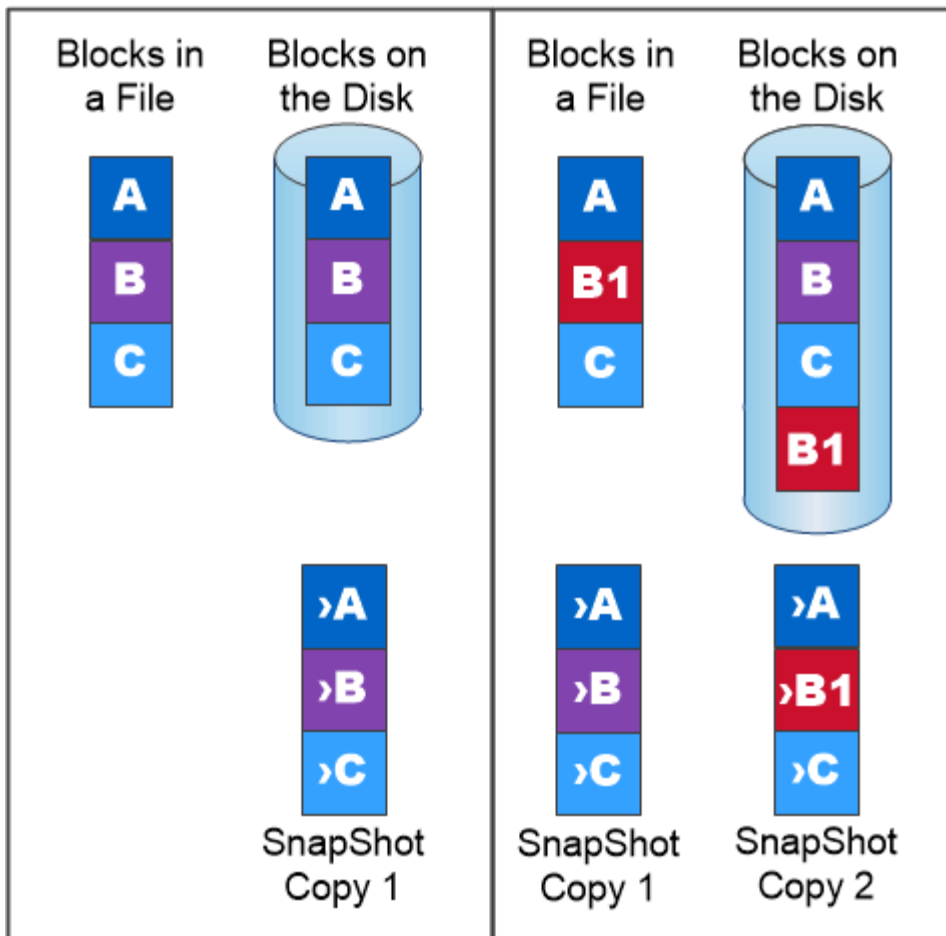 Blocks in
a File
Blocks on
the Disk
A
B
C
A
B
C
›A
›B
›C
SnapShot
Copy 1
Blocks in
a File
Blocks on
the Disk
A
B1
C
A
B
C
B1
›A
›B
›C
SnapShot
Copy 1
›A
›B1
›C
SnapShot
Copy 2